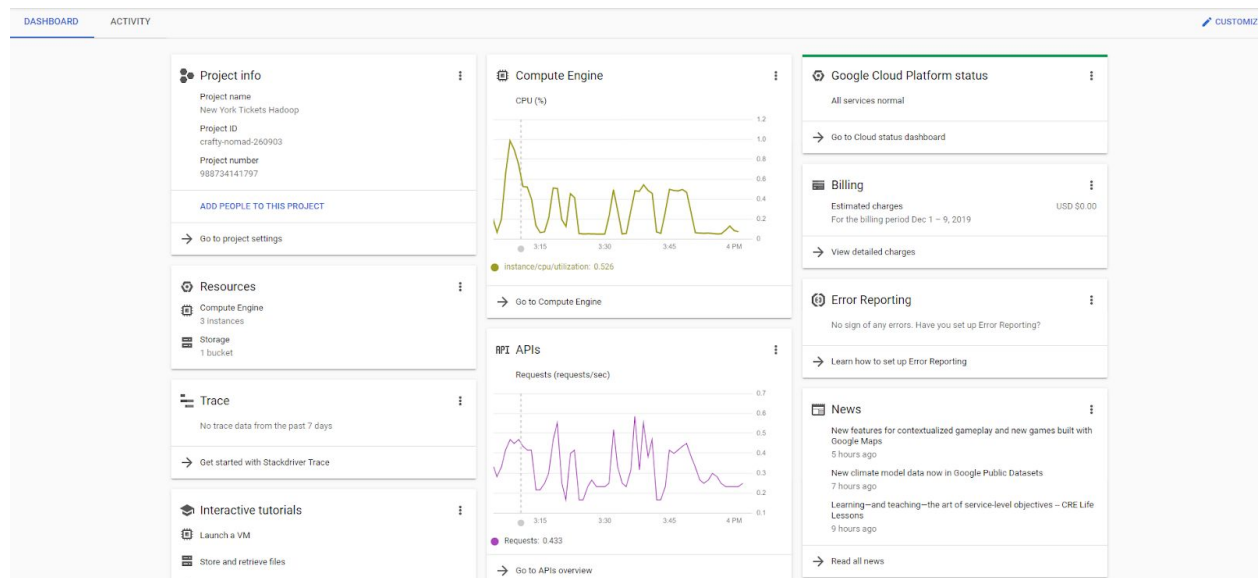 DASHBOARD
ACTIVITY
CUSTOMIZ
Project info
Project name
New York Tickets Hadoop
Project ID
crafty-nomad-260903
Project number
988734141797
ADD PEOPLE TO THIS PROJECT
Go to project settings
Resources
Compute Engine
3 instances
Storage
1 bucket
Trace
No trace data from the past 7 days
Get started with Stackdriver Trace
Interactive tutorials
Launch a VM
Store and retrieve files
Compute Engine
CPU (%)
1.2
1.0
0.8
0.6
0.4
0.2
0
3:15
3:30
3:45
4 PM
instance/cpu/utilization: 0.526
Go to Compute Engine
API APIs
Requests (requests/sec)
0.7
0.6
0.5
0.4
0.3
0.2
0.1
3:15
3:30
3:45
4 PM
Requests: 0.433
Go to APIs overview
Google Cloud Platform status
All services normal
Go to Cloud status dashboard
Billing
Estimated charges USD $0.00
For the billing period Dec 1 – 9, 2019
View detailed charges
Error Reporting
No sign of any errors. Have you set up Error Reporting?
Learn how to set up Error Reporting
News
New features for contextualized gameplay and new games built with
Google Maps
5 hours ago
New climate model data now in Google Public Datasets
7 hours ago
Learning—and teaching—the art of service-level objectives – CRE Life
Lessons
9 hours ago
Read all news